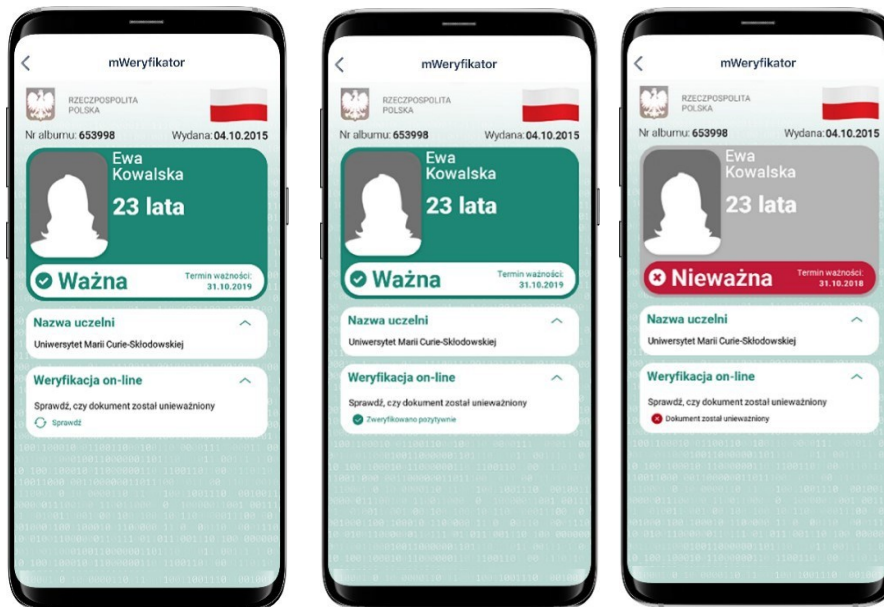 mWeryfikator
RZECZPOSPOLITA
POLSKA
Nr albumu: 653998 Wydana: 04.10.2015
Ewa
Kowalska
23 lata
Ważna
Termin ważności:
31.10.2019
Nazwa uczelni
Uniwersytet Marii Curie-Skłodowskiej
Weryfikacja on-line
Sprawdź, czy dokument został unieważniony
Sprawdź
mWeryfikator
RZECZPOSPOLITA
POLSKA
Nr albumu: 653998 Wydana: 04.10.2015
Ewa
Kowalska
23 lata
Ważna
Termin ważności:
31.10.2019
Nazwa uczelni
Uniwersytet Marii Curie-Skłodowskiej
Weryfikacja on-line
Sprawdź, czy dokument został unieważniony
Zweryfikowano pozytywnie
mWeryfikator
RZECZPOSPOLITA
POLSKA
Nr albumu: 653998 Wydana: 04.10.2015
Ewa
Kowalska
23 lata
Nieważna
Termin ważności:
31.10.2018
Nazwa uczelni
Uniwersytet Marii Curie-Skłodowskiej
Weryfikacja on-line
Sprawdź, czy dokument został unieważniony
Dokument został unieważniony